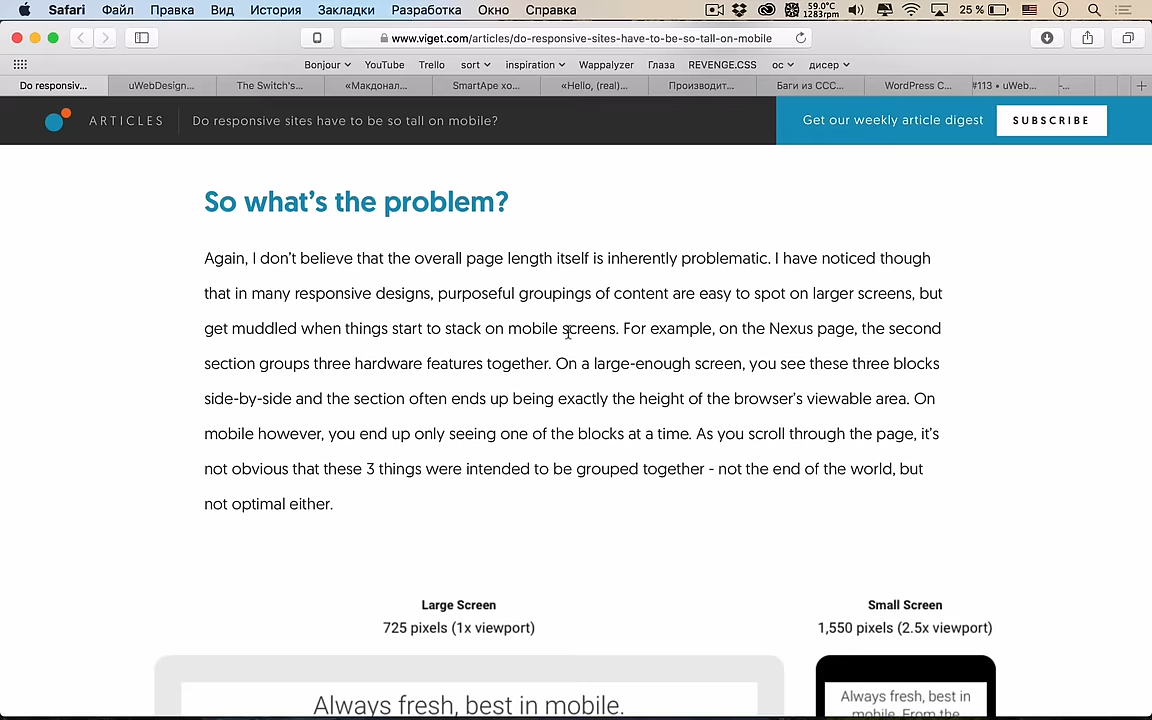 Safari Файл Правка Вид История Закладки Разработка Окно Справка 59.0°C 1283rpm 25 %
www.viget.com/articles/do-responsive-sites-have-to-be-so-tall-on-mobile
Bonjour YouTube Trello sort inspiration Wappalyzer Глаза REVENGE.CSS ос дисер
Do responsiv... uWebDesign... The Switch's... «Макдонал... SmartApe хо... «Hello, (real)... Производит... Баги из CCC... WordPress C... #113 • uWeb... -...
ARTICLES Do responsive sites have to be so tall on mobile? Get our weekly article digest SUBSCRIBE
So what's the problem?
Again, I don't believe that the overall page length itself is inherently problematic. I have noticed though
that in many responsive designs, purposeful groupings of content are easy to spot on larger screens, but
get muddled when things start to stack on mobile screens. For example, on the Nexus page, the second
section groups three hardware features together. On a large-enough screen, you see these three blocks
side-by-side and the section often ends up being exactly the height of the browser's viewable area. On
mobile however, you end up only seeing one of the blocks at a time. As you scroll through the page, it's
not obvious that these 3 things were intended to be grouped together - not the end of the world, but
not optimal either.
Large Screen
725 pixels (1x viewport)
Small Screen
1,550 pixels (2.5x viewport)
Always fresh, best in mobile.
Always fresh, best in
mobile. From the